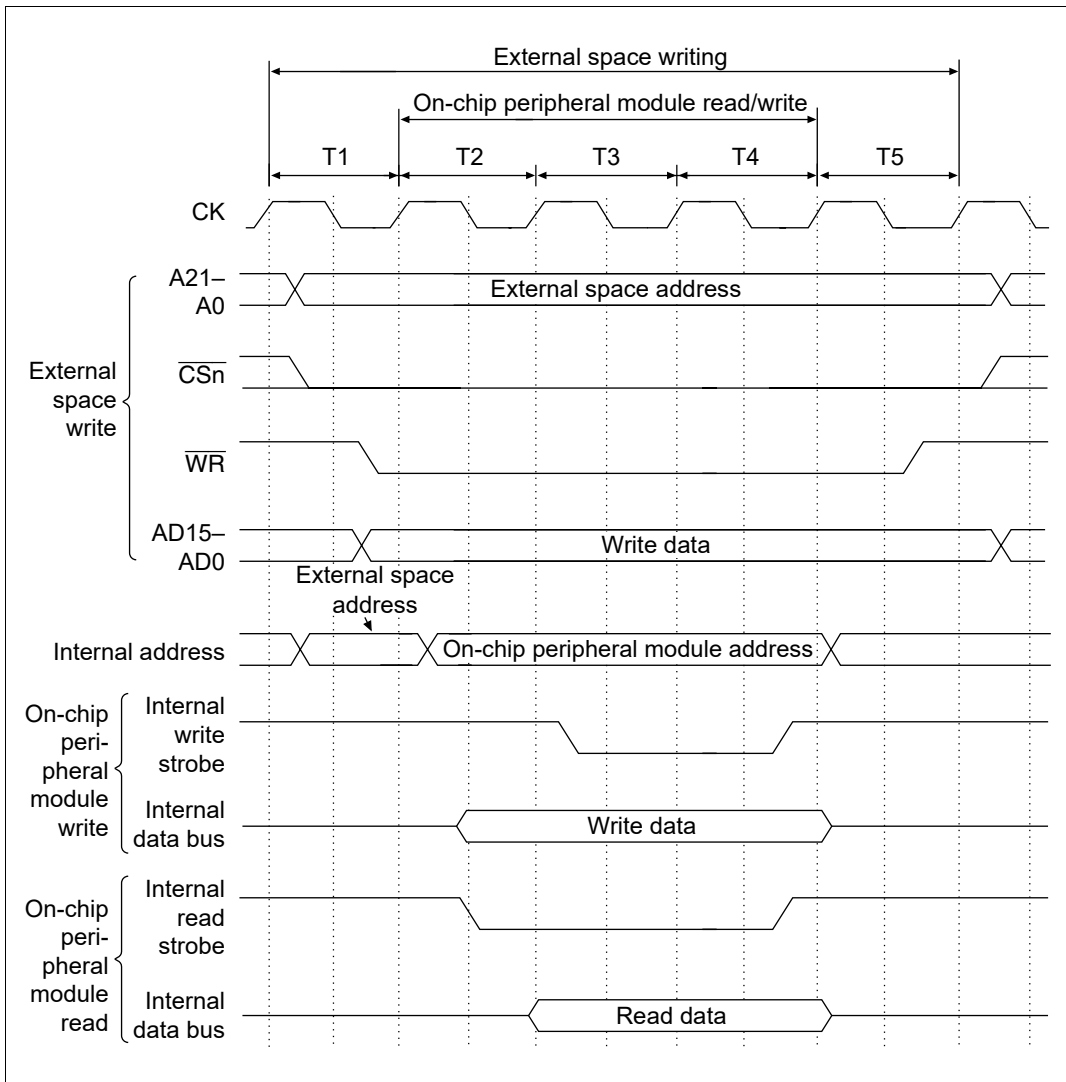 External space writing
On-chip peripheral module read/write
T1 T2 T3 T4 T5
CK
A21–
A0
External space address
External
space
write
CSn
WR
AD15–
AD0
Write data
External space
address
Internal address
On-chip peripheral module address
On-chip
peri-
pheral
module
write
Internal
write
strobe
Internal
data bus
Write data
On-chip
peri-
pheral
module
read
Internal
read
strobe
Internal
data bus
Read data